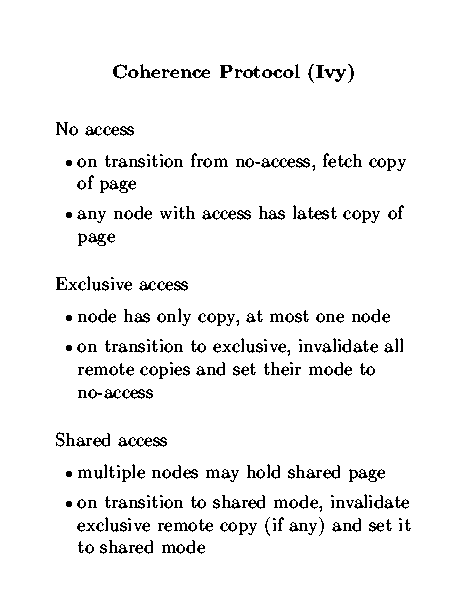 Coherence Protocol (Ivy)
No access
• on transition from no-access, fetch copy
of page
• any node with access has latest copy of
page
Exclusive access
• node has only copy, at most one node
• on transition to exclusive, invalidate all
remote copies and set their mode to
no-access
Shared access
• multiple nodes may hold shared page
• on transition to shared mode, invalidate
exclusive remote copy (if any) and set it
to shared mode